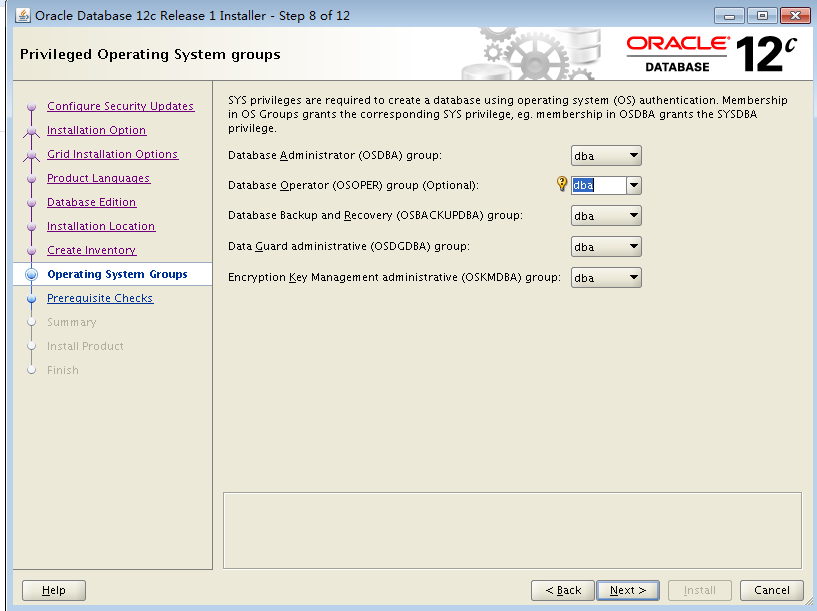 Oracle Database 12c Release 1 Installer - Step 8 of 12
Privileged Operating System groups
ORACLE®
DATABASE
12c
Configure Security Updates
Installation Option
Grid Installation Options
Product Languages
Database Edition
Installation Location
Create Inventory
Operating System Groups
Prerequisite Checks
Summary
Install Product
Finish
SYS privileges are required to create a database using operating system (OS) authentication. Membership
in OS Groups grants the corresponding SYS privilege, eg. membership in OSDBA grants the SYSDBA
privilege.
Database Administrator (OSDBA) group: dba
Database Operator (OSOPER) group (Optional): dba
Database Backup and Recovery (OSBACKUPDBA) group: dba
Data Guard administrative (OSDGDBA) group: dba
Encryption Key Management administrative (OSKMDBA) group: dba
Help < Back Next > Install Cancel